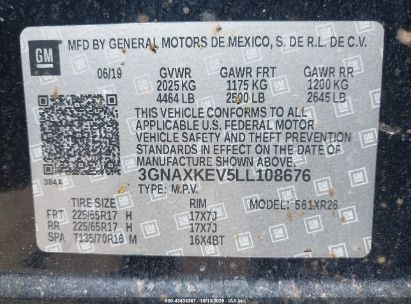 GM
MFD BY GENERAL MOTORS DE MEXICO, S. DE R.L. DE C.V.
06/19 GVWR GAWR FRT GAWR RR
2025 KG 1175 KG 1200 KG
4464 LB 2590 LB 2645 LB
THIS VEHICLE CONFORMS TO ALL
APPLICABLE U.S. FEDERAL MOTOR
VEHICLE SAFETY AND THEFT PREVENTION
STANDARDS IN EFFECT ON THE DATE OF
MANUFACTURE SHOWN ABOVE.
3GNAXKEV5LL108676
384A TYPE: M.P.V. MODEL: 561XR26
TIRE SIZE RIM
FRT 225/65R17 H 17X7J
RR 225/65R17 H 17X7J
SPA T135/70R16 M 16X4BT